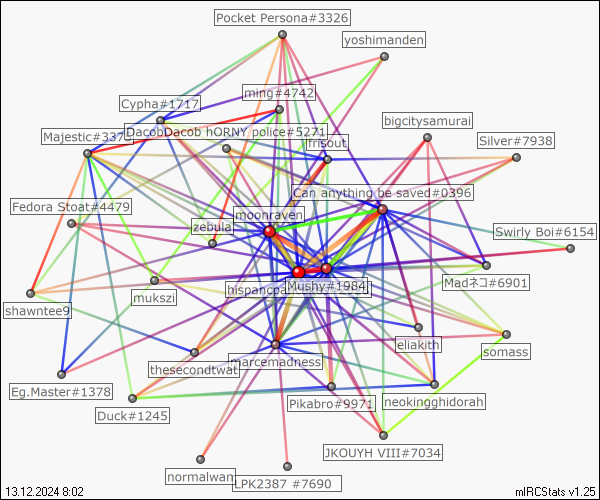 Pocket Persona#3326
yoshimanden
ming#4742
Cypha#1717
bigcitysamurai
DacobDacob hORNY police#5271
Majestic#337
frisout
Silver#7938
Can anything be saved#0396
Fedora Stoat#4479
moonraven
zebula
Swirly Boi#6154
Madネコ#6901
mukszi
Mushy#1984
shawntee9
eliakith
somass
thesecondtwat
marcemadness
Eg.Master#1378
Pikabro#9971
neokingghidorah
Duck#1245
JKOUYH VIII#7034
normalwan
LPK2387 #7690
13.12.2024 8:02
mIRCStats v1.25